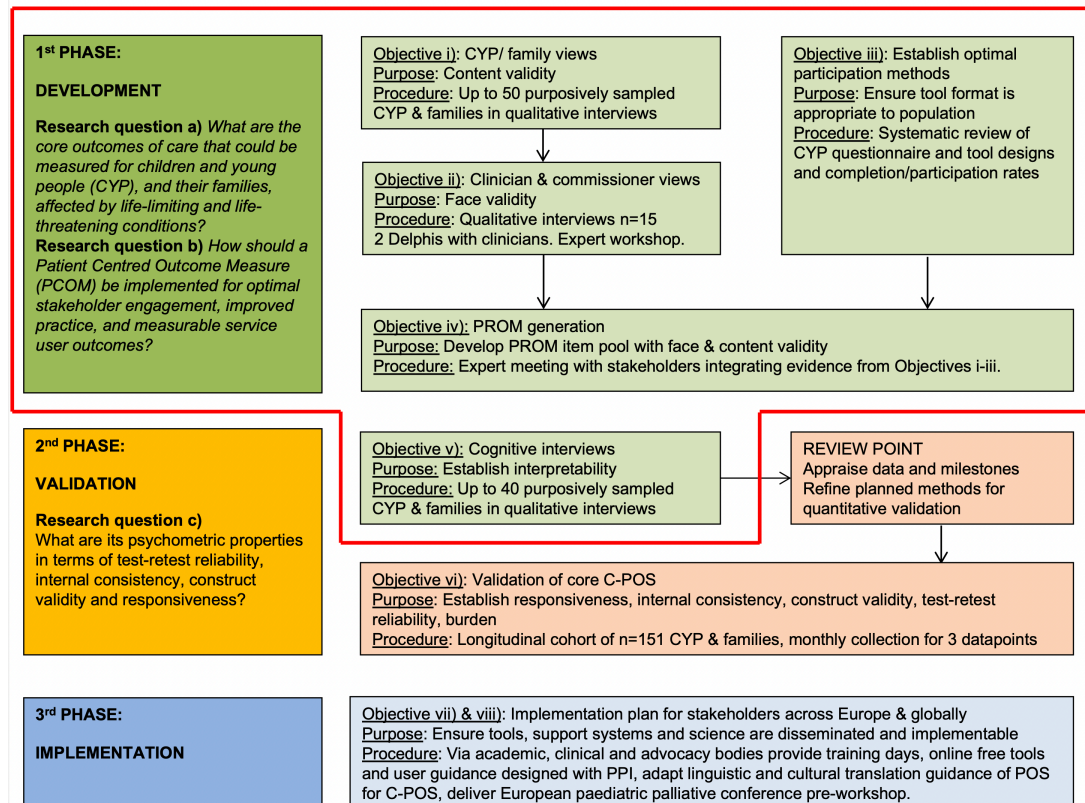 1st PHASE:
DEVELOPMENT
Research question a) What are the
core outcomes of care that could be
measured for children and young
people (CYP), and their families,
affected by life-limiting and life-
threatening conditions?
Research question b) How should a
Patient Centred Outcome Measure
(PCOM) be implemented for optimal
stakeholder engagement, improved
practice, and measurable service
user outcomes?
Objective i): CYP/ family views
Purpose: Content validity
Procedure: Up to 50 purposively sampled
CYP & families in qualitative interviews
Objective ii): Clinician & commissioner views
Purpose: Face validity
Procedure: Qualitative interviews n=15
2 Delphis with clinicians. Expert workshop.
Objective iii): Establish optimal
participation methods
Purpose: Ensure tool format is
appropriate to population
Procedure: Systematic review of
CYP questionnaire and tool designs
and completion/participation rates
Objective iv): PROM generation
Purpose: Develop PROM item pool with face & content validity
Procedure: Expert meeting with stakeholders integrating evidence from Objectives i-iii.
2nd PHASE:
VALIDATION
Research question c)
What are its psychometric properties
in terms of test-retest reliability,
internal consistency, construct
validity and responsiveness?
Objective v): Cognitive interviews
Purpose: Establish interpretability
Procedure: Up to 40 purposively sampled
CYP & families in qualitative interviews
REVIEW POINT
Appraise data and milestones
Refine planned methods for
quantitative validation
Objective vi): Validation of core C-POS
Purpose: Establish responsiveness, internal consistency, construct validity, test-retest
reliability, burden
Procedure: Longitudinal cohort of n=151 CYP & families, monthly collection for 3 datapoints
3rd PHASE:
IMPLEMENTATION
Objective vii) & viii): Implementation plan for stakeholders across Europe & globally
Purpose: Ensure tools, support systems and science are disseminated and implementable
Procedure: Via academic, clinical and advocacy bodies provide training days, online free tools
and user guidance designed with PPI, adapt linguistic and cultural translation guidance of POS
for C-POS, deliver European paediatric palliative conference pre-workshop.